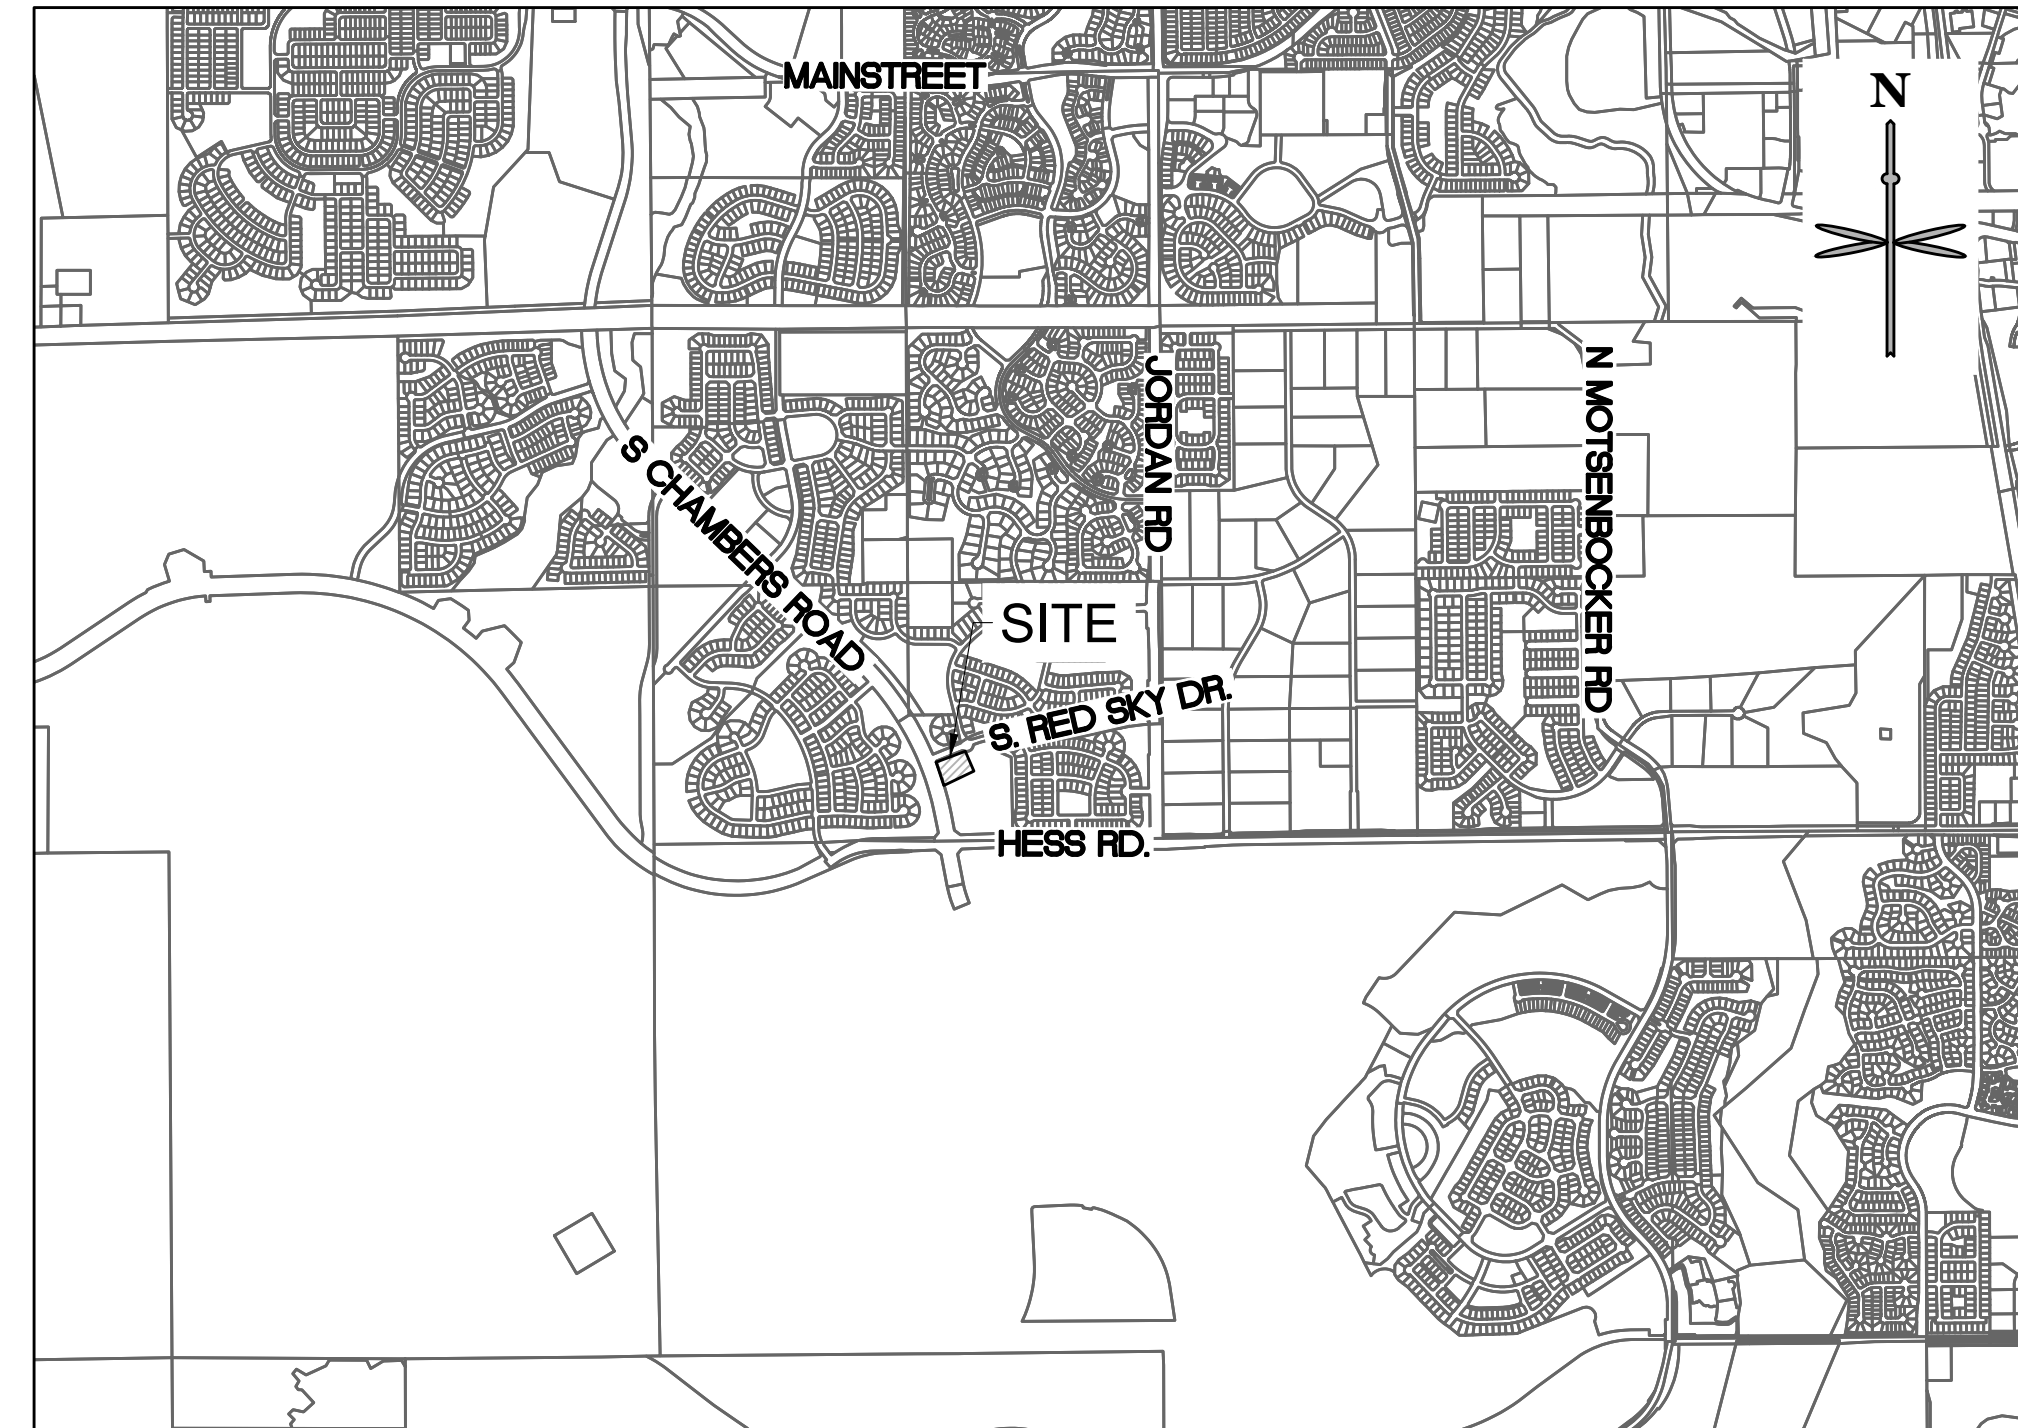 MAINSTREET
N
JORDAN RD
N MOTSENBOCKER RD
S CHAMBERS ROAD
SITE
S. RED SKY DR.
HESS RD.